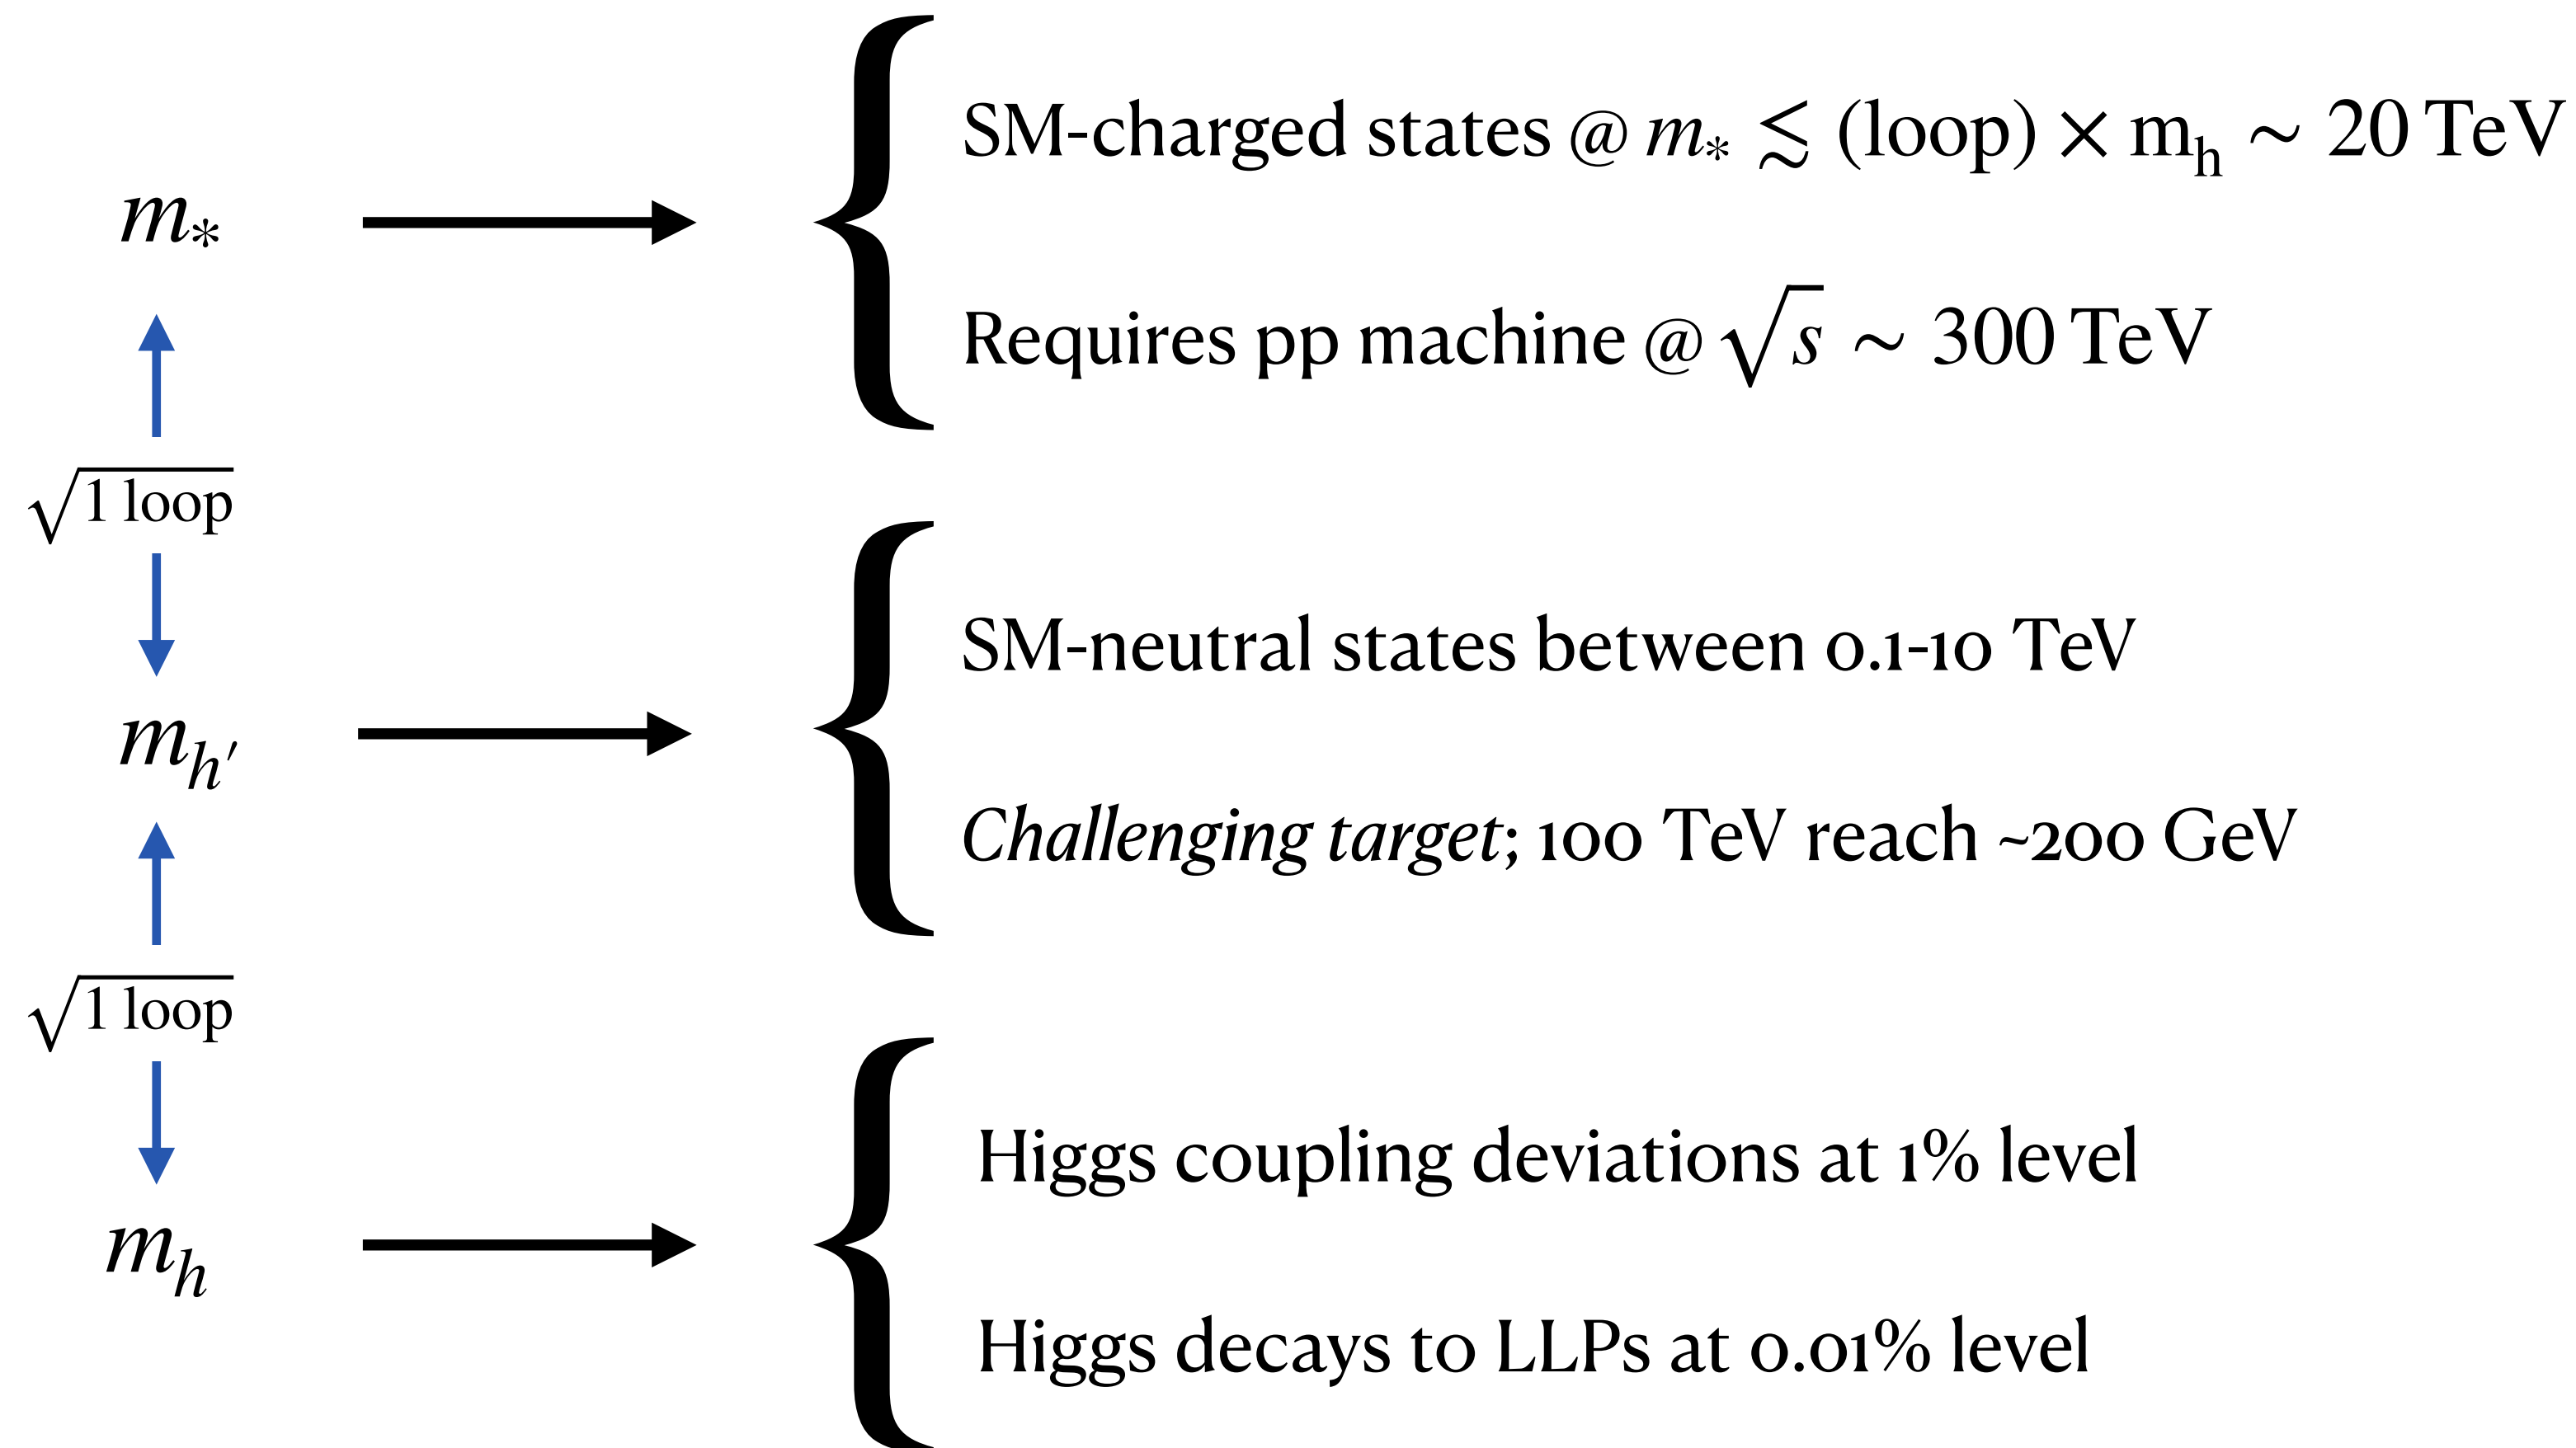 SM-charged states @ m* ≲ (loop) × mₕ ∼ 20 TeV
m*
Requires pp machine @ √s ∼ 300 TeV
√1 loop
SM-neutral states between 0.1-10 TeV
mₕ′
Challenging target; 100 TeV reach ~200 GeV
√1 loop
Higgs coupling deviations at 1% level
mₕ
Higgs decays to LLPs at 0.01% level